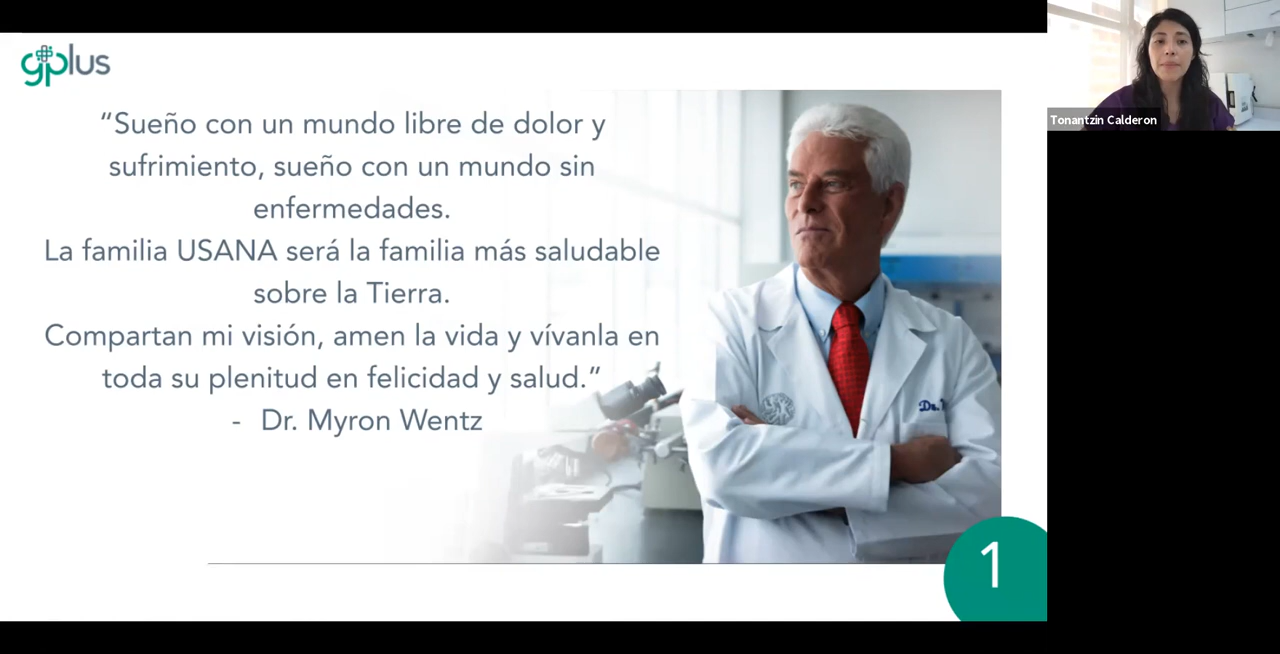 gplus
“Sueño con un mundo libre de dolor y
sufrimiento, sueño con un mundo sin
enfermedades.
La familia USANA será la familia más saludable
sobre la Tierra.
Compartan mi visión, amen la vida y vívanla en
toda su plenitud en felicidad y salud.”
- Dr. Myron Wentz
Dr.
1
Tonantzin Calderon